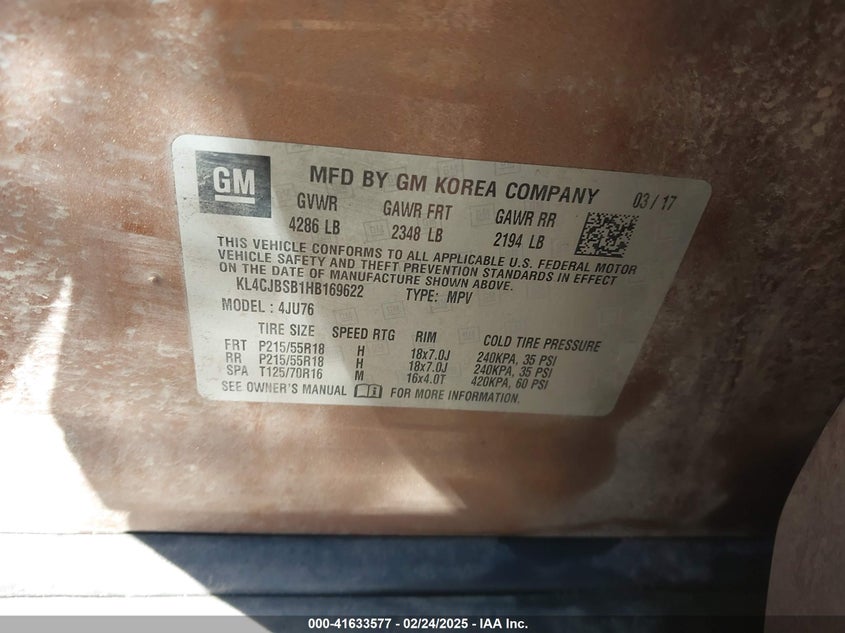 GM MFD BY GM KOREA COMPANY 03 / 17
GVWR GAWR FRT GAWR RR
4286 LB 2348 LB 2194 LB
THIS VEHICLE CONFORMS TO ALL APPLICABLE U.S. FEDERAL MOTOR
VEHICLE SAFETY AND THEFT PREVENTION STANDARDS IN EFFECT
ON THE DATE OF MANUFACTURE SHOWN ABOVE.
KL4CJBSB1HB169622 TYPE: MPV
MODEL : 4JU76
TIRE SIZE SPEED RTG RIM COLD TIRE PRESSURE
FRT P215/55R18 H 18x7.0J 240KPA, 35 PSI
RR P215/55R18 H 18x7.0J 240KPA, 35 PSI
SPA T125/70R16 M 16x4.0T 420KPA, 60 PSI
SEE OWNER'S MANUAL FOR MORE INFORMATION.
000-41633577 - 02/24/2025 - IAA Inc.